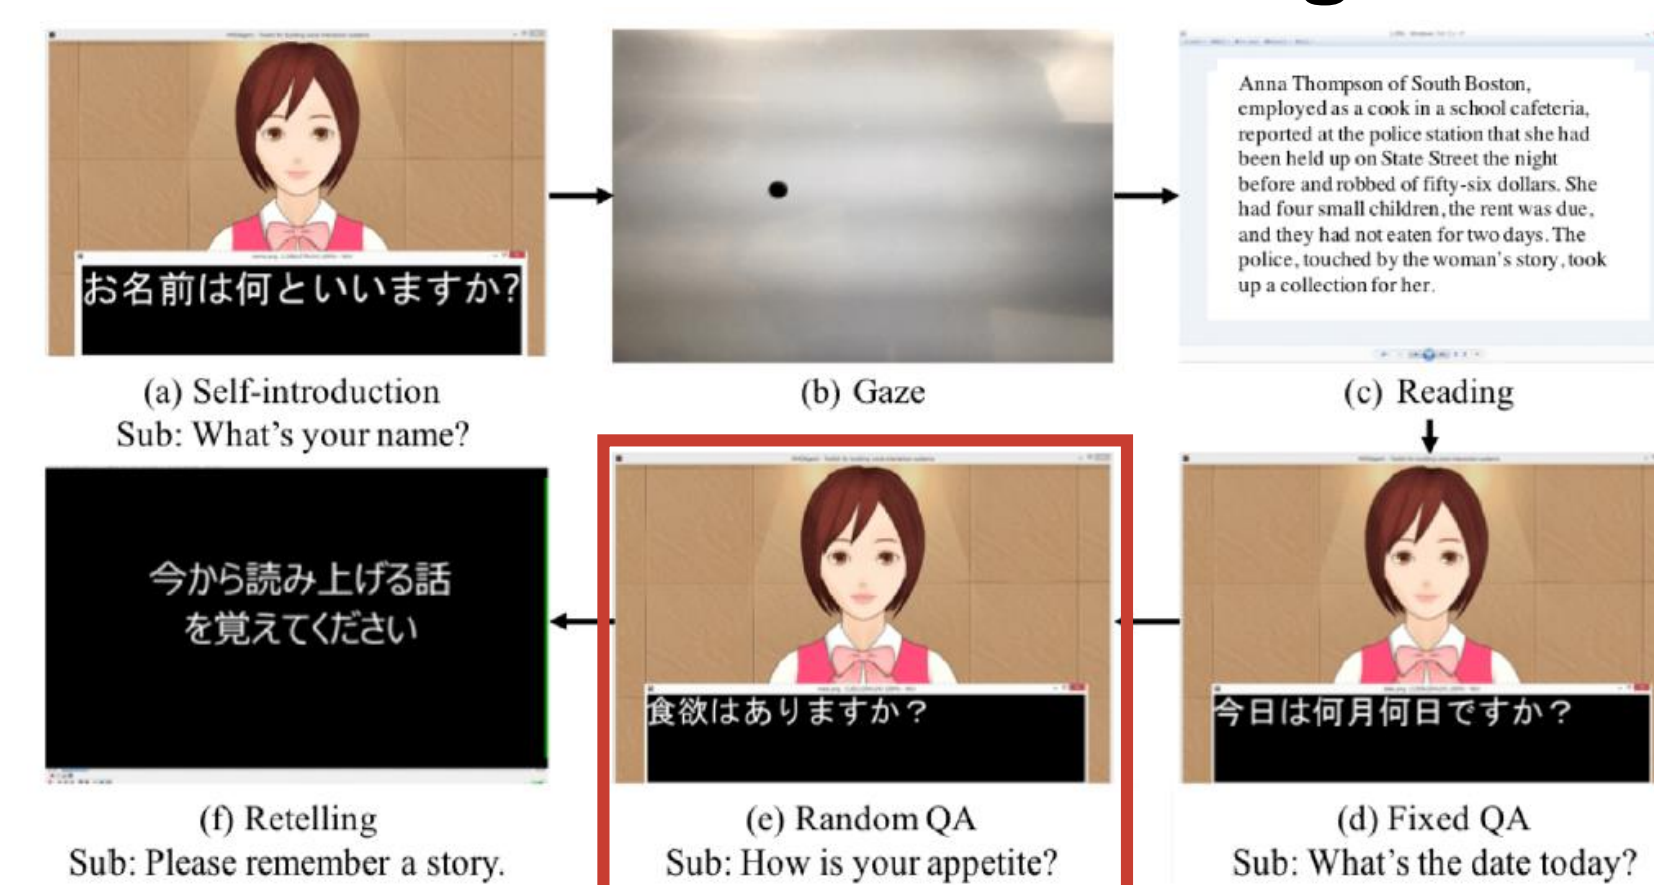 お名前は何といいますか?
(a) Self-introduction
Sub: What's your name?
(b) Gaze
Anna Thompson of South Boston,
employed as a cook in a school cafeteria,
reported at the police station that she had
been held up on State Street the night
before and robbed of fifty-six dollars. She
had four small children, the rent was due,
and they had not eaten for two days. The
police, touched by the woman's story, took
up a collection for her.
(c) Reading
今日は何月何日ですか？
(d) Fixed QA
Sub: What's the date today?
食欲はありますか？
(e) Random QA
Sub: How is your appetite?
今から読み上げる話
を覚えてください
(f) Retelling
Sub: Please remember a story.